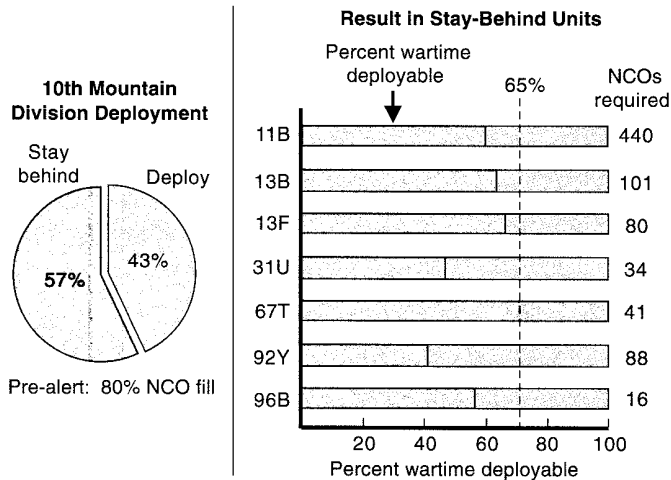 10th Mountain
Division Deployment
Stay
behind
Deploy
57%
43%
Pre-alert: 80% NCO fill
Result in Stay-Behind Units
Percent wartime
deployable
65%
NCOs
required
11B 440
13B 101
13F 80
31U 34
67T 41
92Y 88
96B 16
20 40 60 80 100
Percent wartime deployable